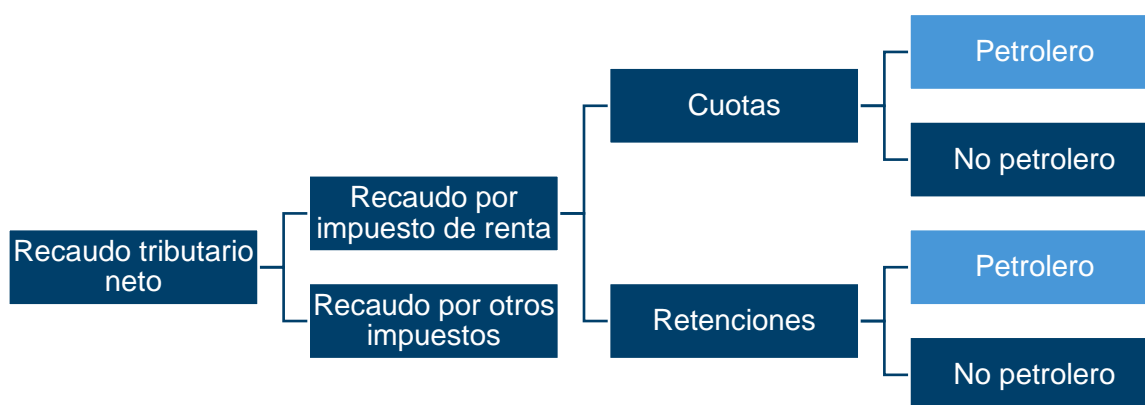 Recaudo tributario
neto
Recaudo por
impuesto de renta
Recaudo por otros
impuestos
Cuotas
Retenciones
Petrolero
No petrolero
Petrolero
No petrolero